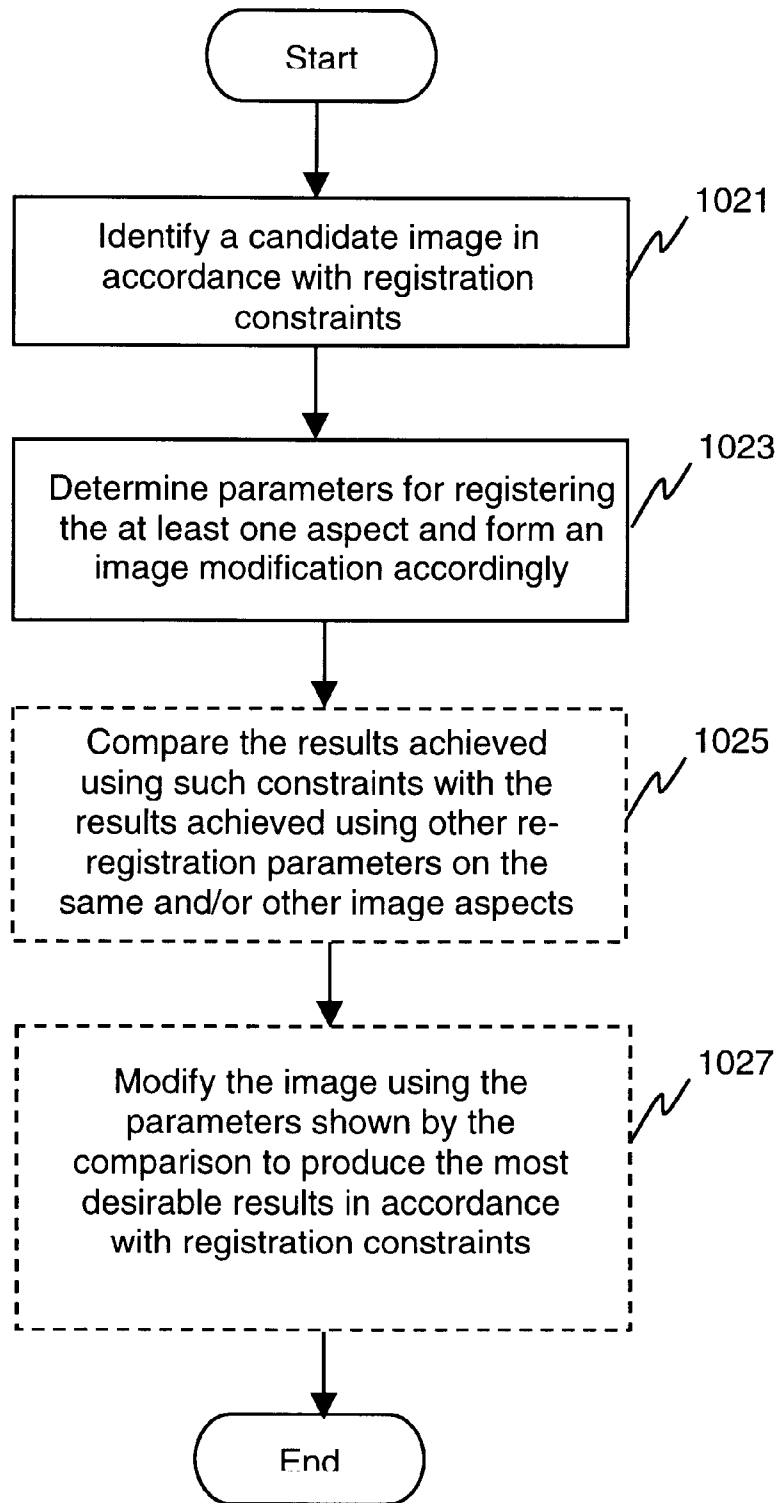 Start
1021
Identify a candidate image in
accordance with registration
constraints
1023
Determine parameters for registering
the at least one aspect and form an
image modification accordingly
1025
Compare the results achieved
using such constraints with the
results achieved using other re-
registration parameters on the
same and/or other image aspects
1027
Modify the image using the
parameters shown by the
comparison to produce the most
desirable results in accordance
with registration constraints
End